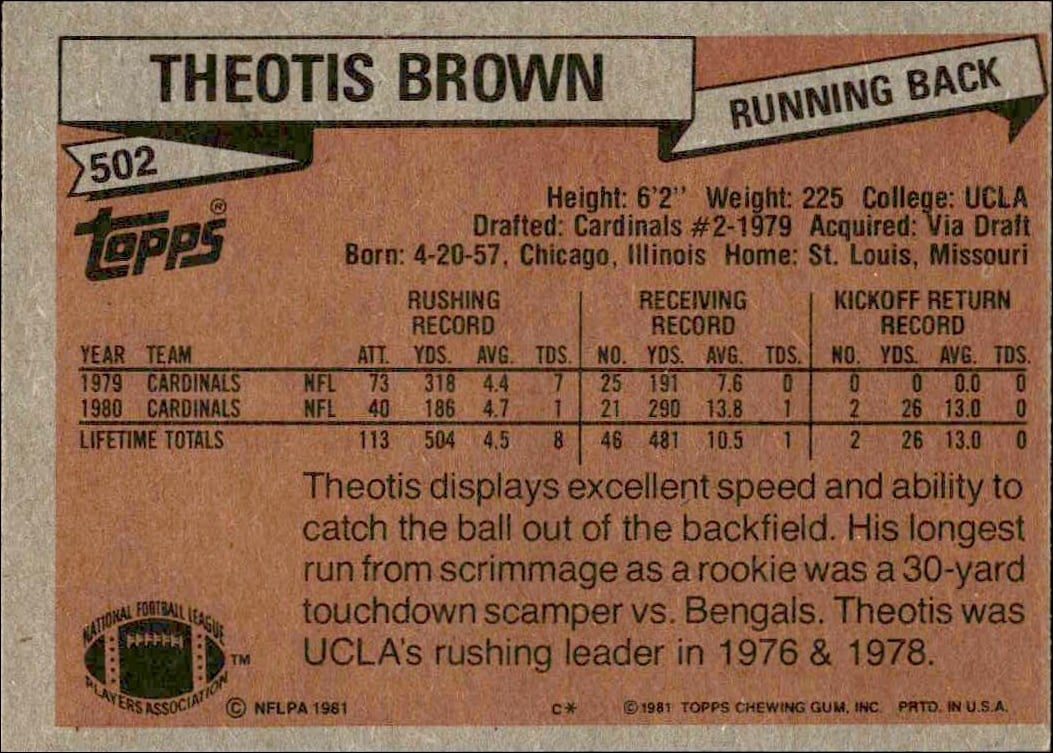 THEOTIS BROWN
RUNNING BACK
502
topps®
Height: 6'2" Weight: 225 College: UCLA
Drafted: Cardinals #2-1979 Acquired: Via Draft
Born: 4-20-57, Chicago, Illinois Home: St. Louis, Missouri
RUSHING RECORD RECEIVING RECORD KICKOFF RETURN RECORD
YEAR TEAM ATT. YDS. AVG. TDS. NO. YDS. AVG. TDS. NO. YDS. AVG. TDS.
1979 CARDINALS NFL 73 318 4.4 7 25 191 7.6 0 0 0 0.0 0
1980 CARDINALS NFL 40 186 4.7 1 21 290 13.8 1 2 26 13.0 0
LIFETIME TOTALS 113 504 4.5 8 46 481 10.5 1 2 26 13.0 0
Theotis displays excellent speed and ability to
catch the ball out of the backfield. His longest
run from scrimmage as a rookie was a 30-yard
touchdown scamper vs. Bengals. Theotis was
UCLA's rushing leader in 1976 & 1978.
NATIONAL FOOTBALL LEAGUE
PLAYERS ASSOCIATION
TM
© NFLPA 1981 C* ©1981 TOPPS CHEWING GUM, INC. PRTD. IN U.S.A.